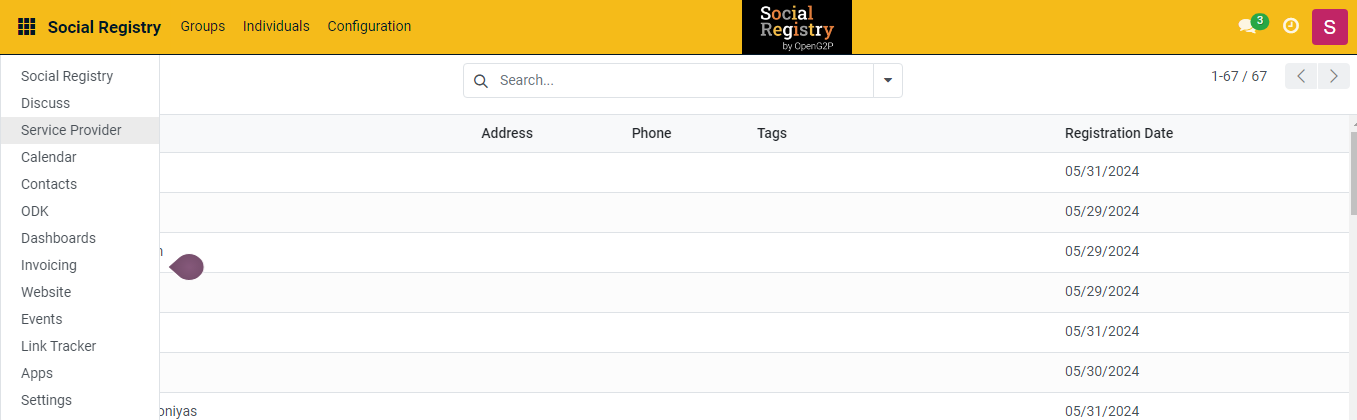 Social Registry Groups Individuals Configuration
Social
Registry
by OpenG2P
3
S
Social Registry
Discuss
Service Provider
Calendar
Contacts
ODK
Dashboards
Invoicing
Website
Events
Link Tracker
Apps
Settings
Search...
1-67 / 67
Address Phone Tags Registration Date
05/31/2024
05/29/2024
05/29/2024
05/29/2024
05/31/2024
05/30/2024
oniyas 05/31/2024